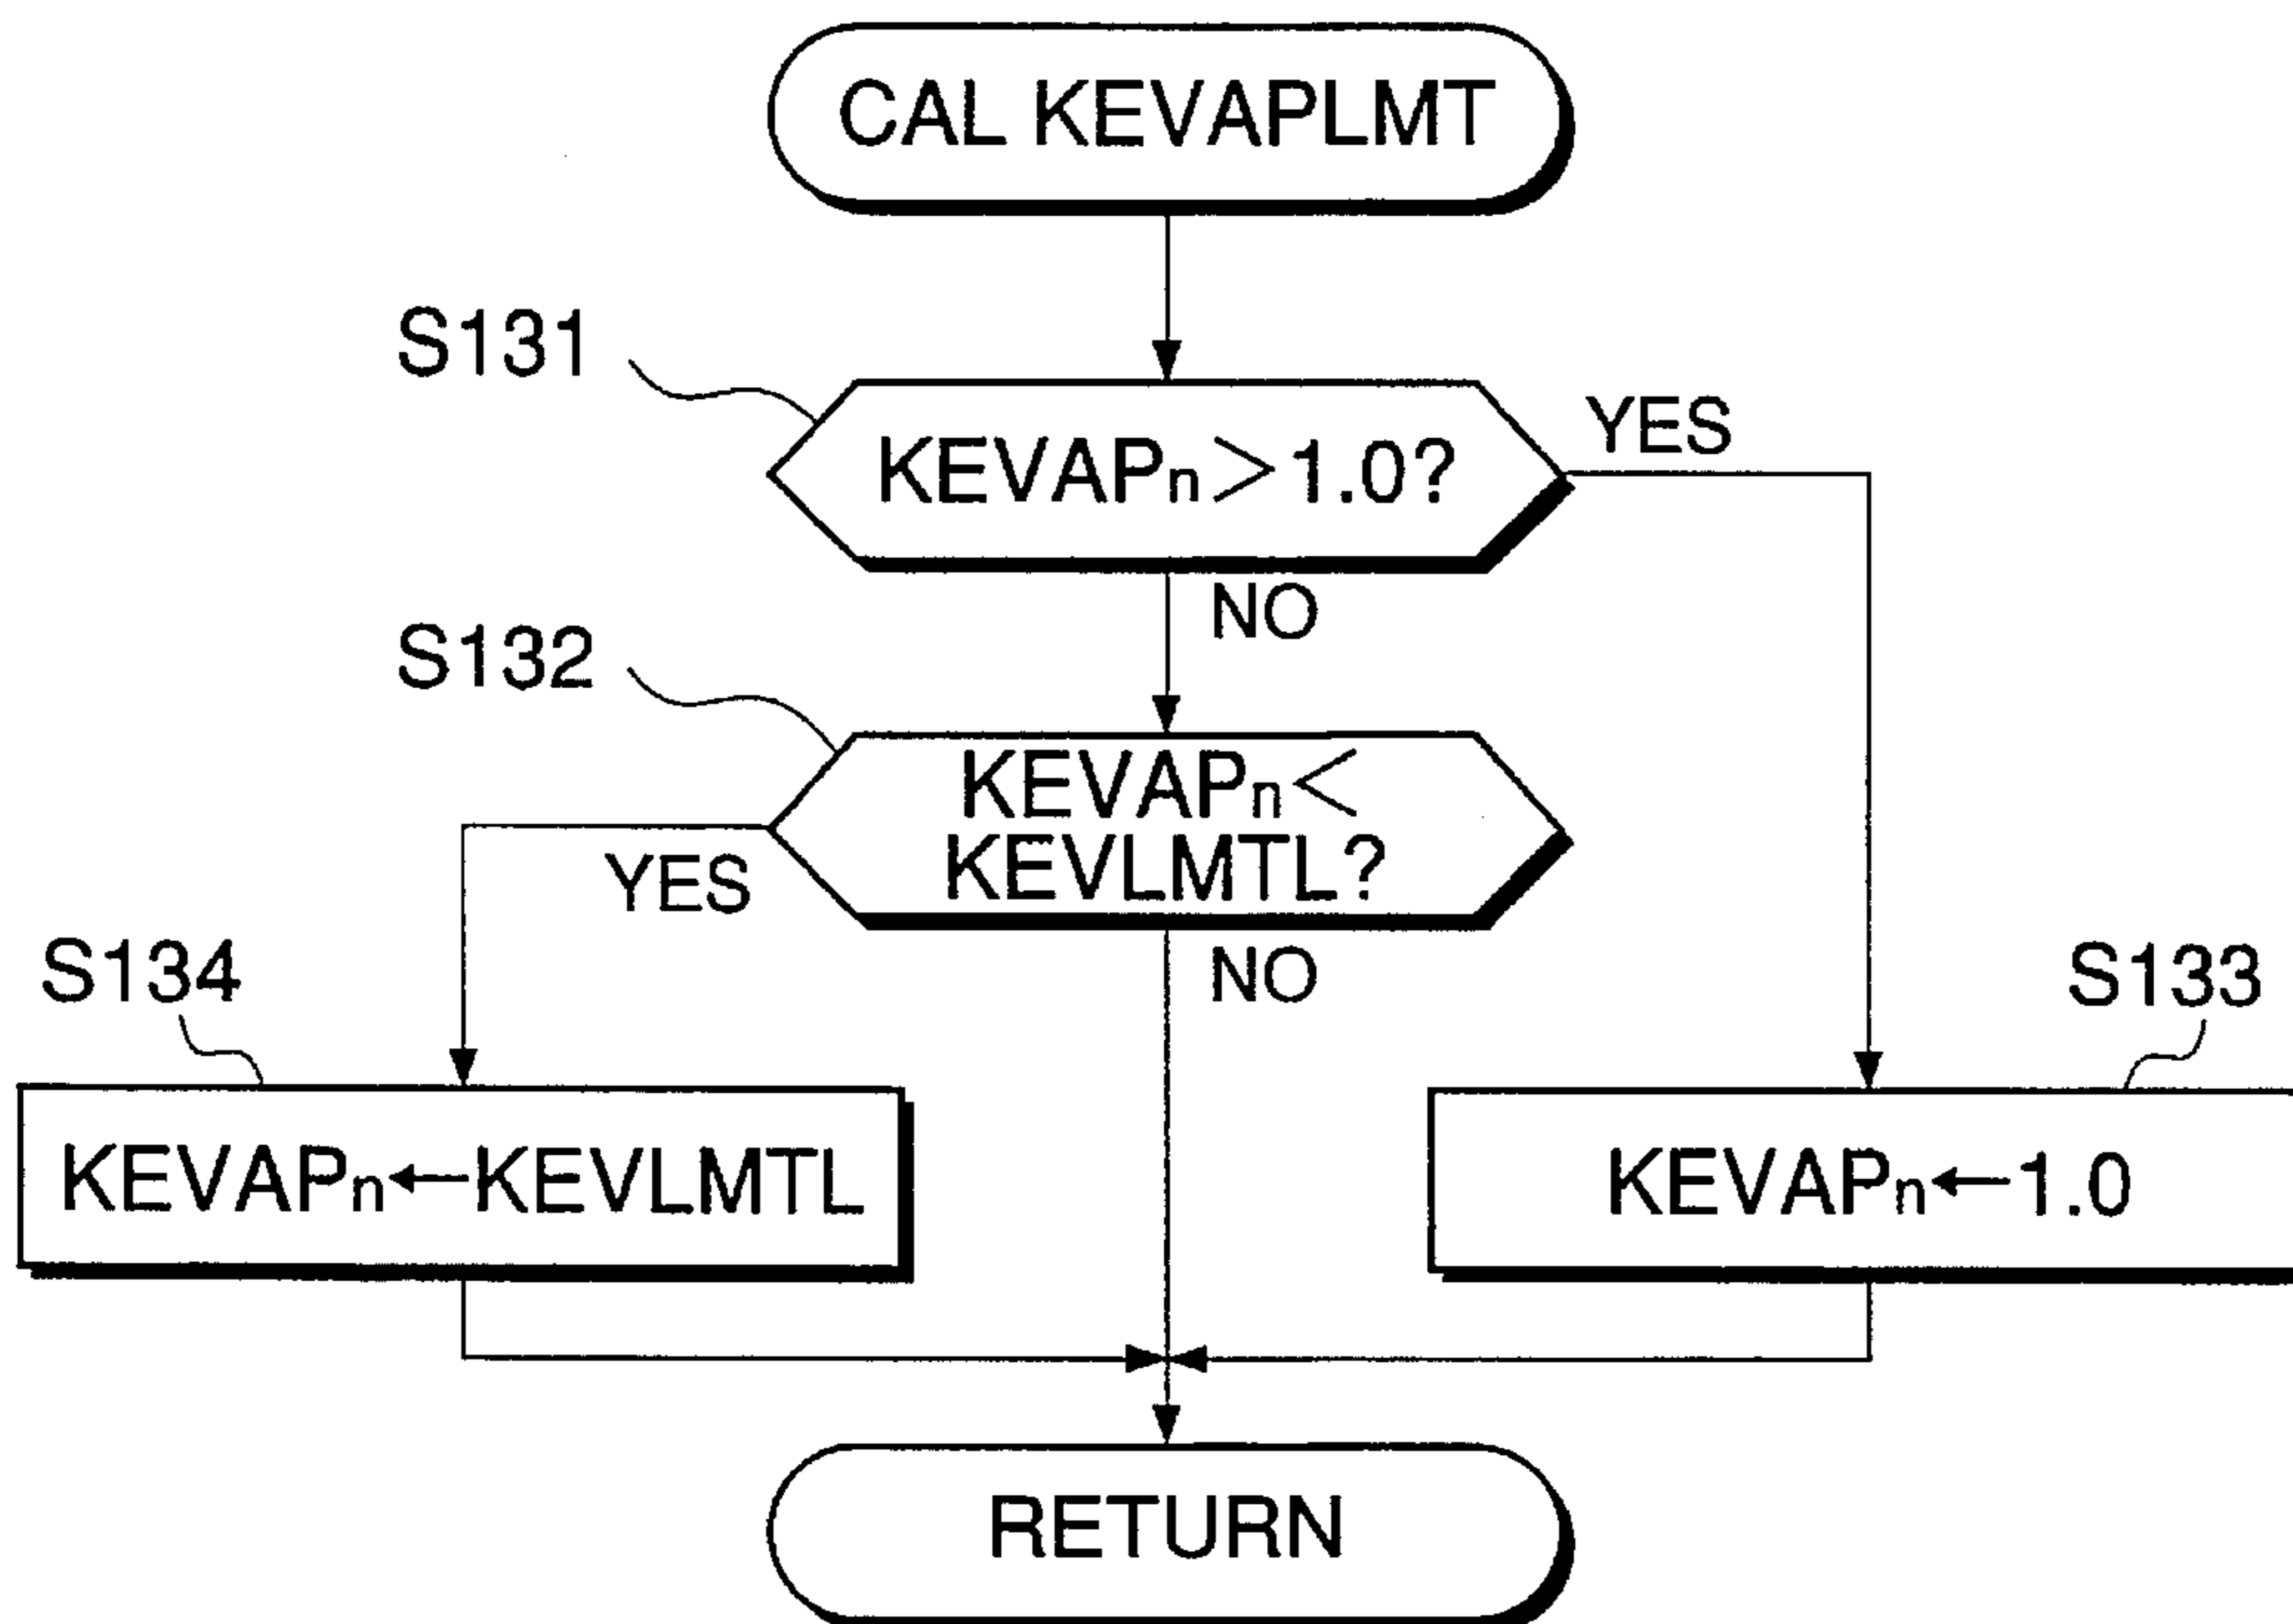 CAL KEVAPLMT
S131
KEVAPn>1.0?
YES
NO
S132
KEVAPn<
KEVLMTL?
YES
NO
S134
S133
KEVAPn←KEVLMTL
KEVAPn←1.0
RETURN